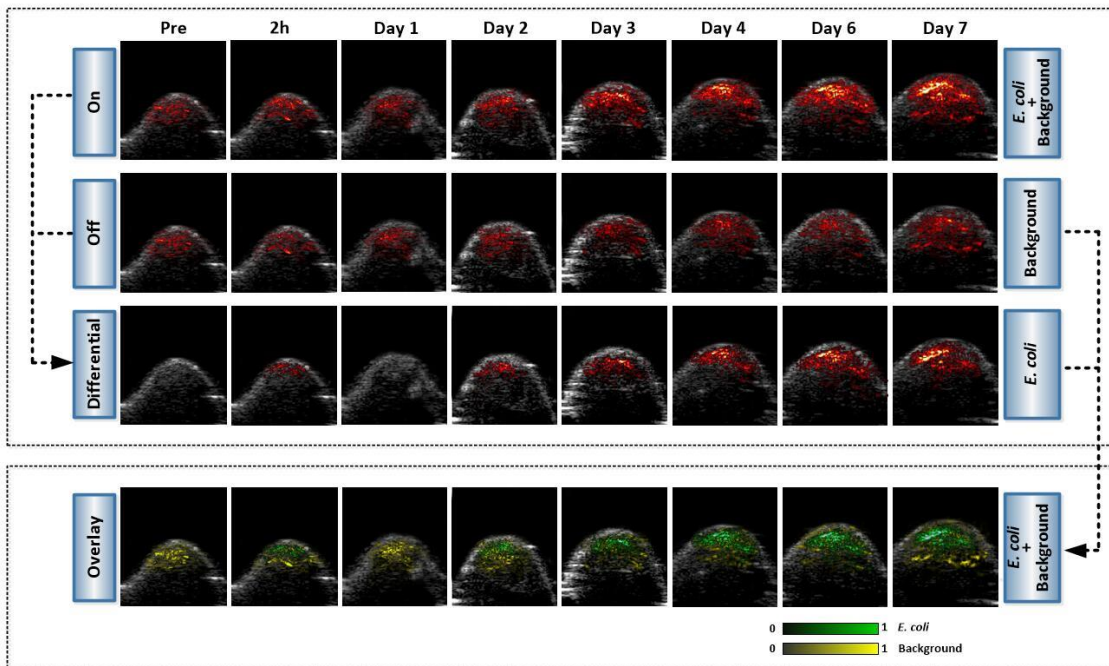 Pre 2h Day 1 Day 2 Day 3 Day 4 Day 6 Day 7
On
E. coli
+
Background
Off
Background
Differential
E. coli
Overlay
E. coli
+
Background
0 1 E. coli
0 1 Background